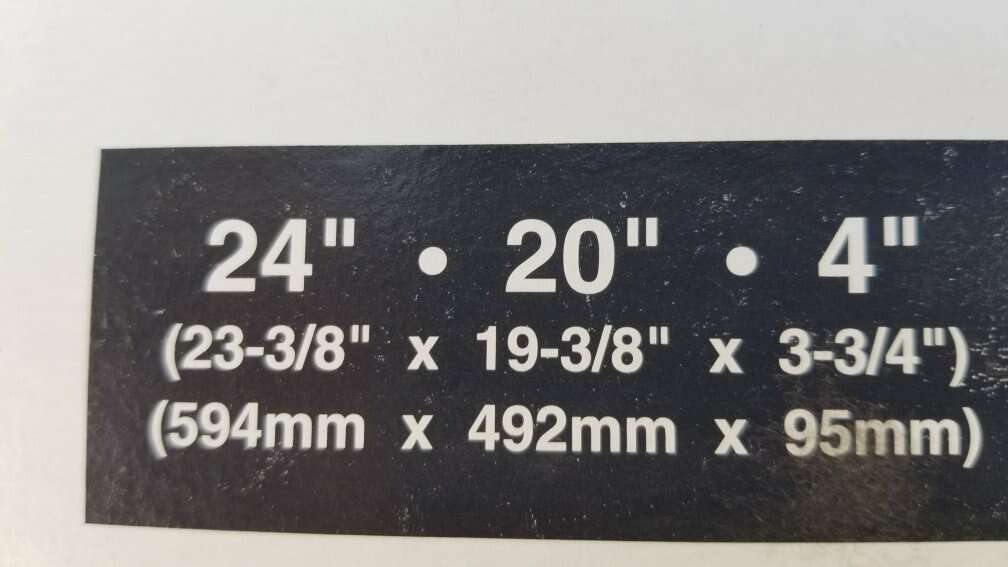 24" • 20" • 4"
(23-3/8" x 19-3/8" x 3-3/4")
(594mm x 492mm x 95mm)